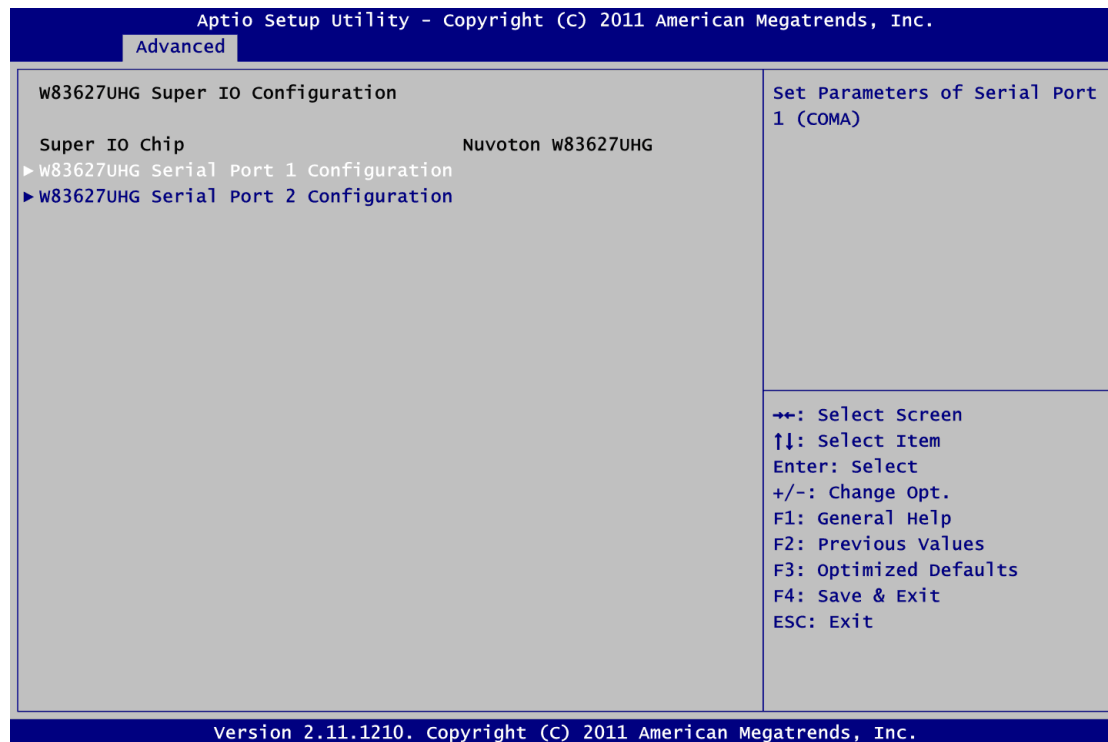 Aptio Setup Utility - Copyright (C) 2011 American Megatrends, Inc.
Advanced
W83627UHG Super IO Configuration
Super IO Chip Nuvoton W83627UHG
►W83627UHG Serial Port 1 Configuration
►W83627UHG Serial Port 2 Configuration
Set Parameters of Serial Port
1 (COMA)
→←: Select Screen
↑↓: Select Item
Enter: Select
+/-: Change Opt.
F1: General Help
F2: Previous Values
F3: Optimized Defaults
F4: Save & Exit
ESC: Exit
Version 2.11.1210. Copyright (C) 2011 American Megatrends, Inc.